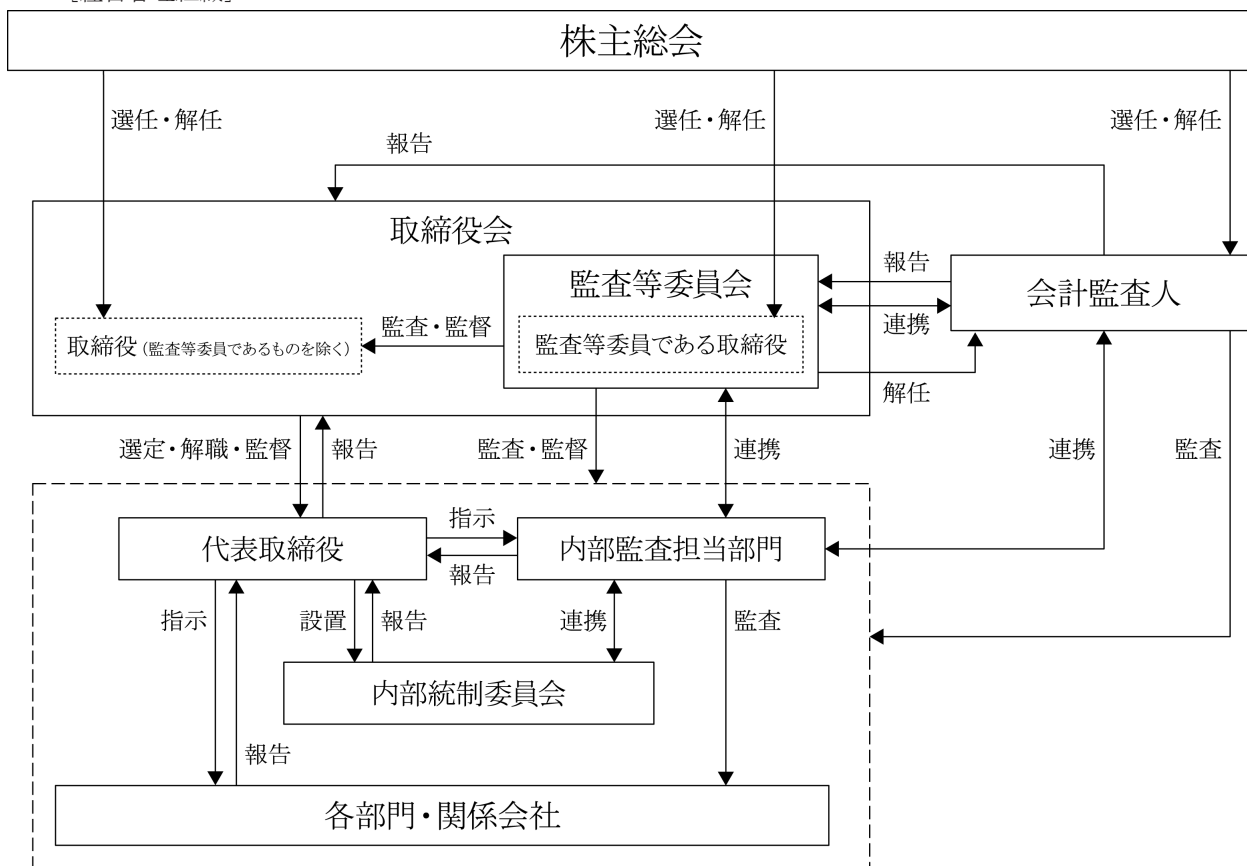 株主総会
選任・解任
選任・解任
選任・解任
報告
取締役会
監査等委員会
報告
会計監査人
連携
監査・監督
取締役（監査等委員であるものを除く）
監査等委員である取締役
解任
選定・解職・監督
報告
監査・監督
連携
連携
監査
代表取締役
指示
内部監査担当部門
報告
指示
設置
報告
連携
監査
内部統制委員会
報告
各部門・関係会社